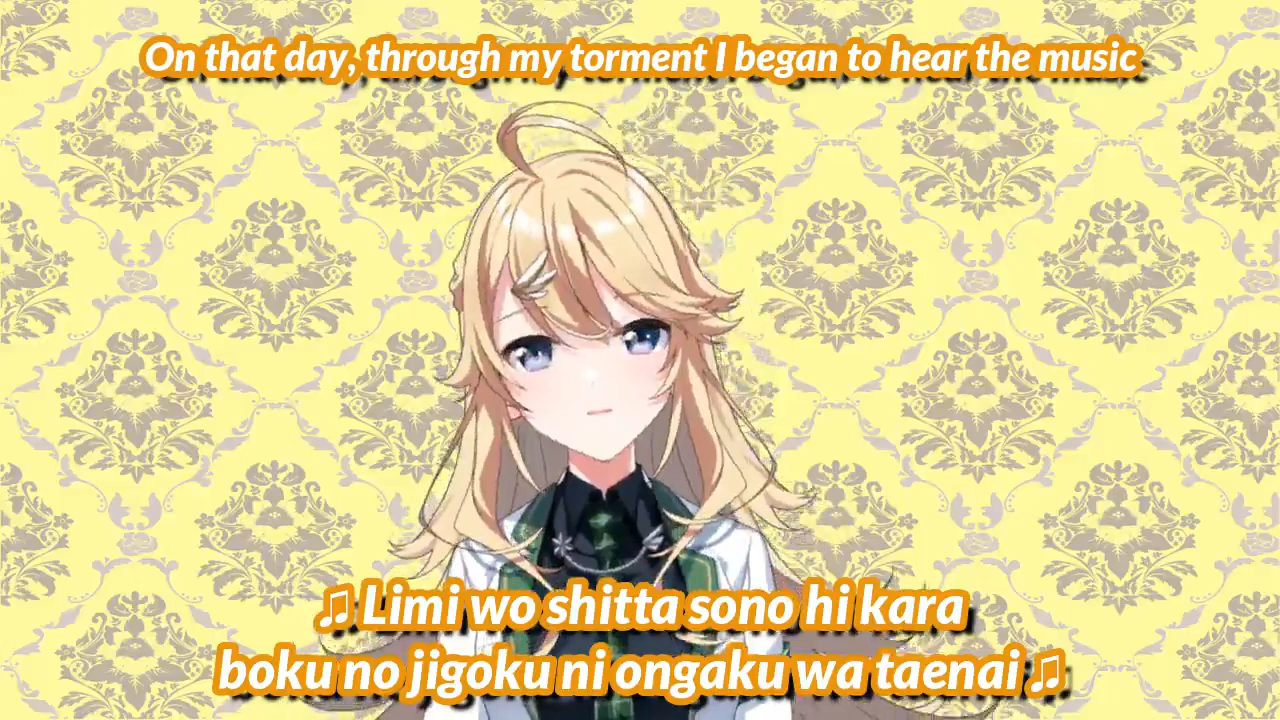 On that day, through my torment I began to hear the music
♫ Limi wo shitta sono hi kara
boku no jigoku ni ongaku wa taenai ♫